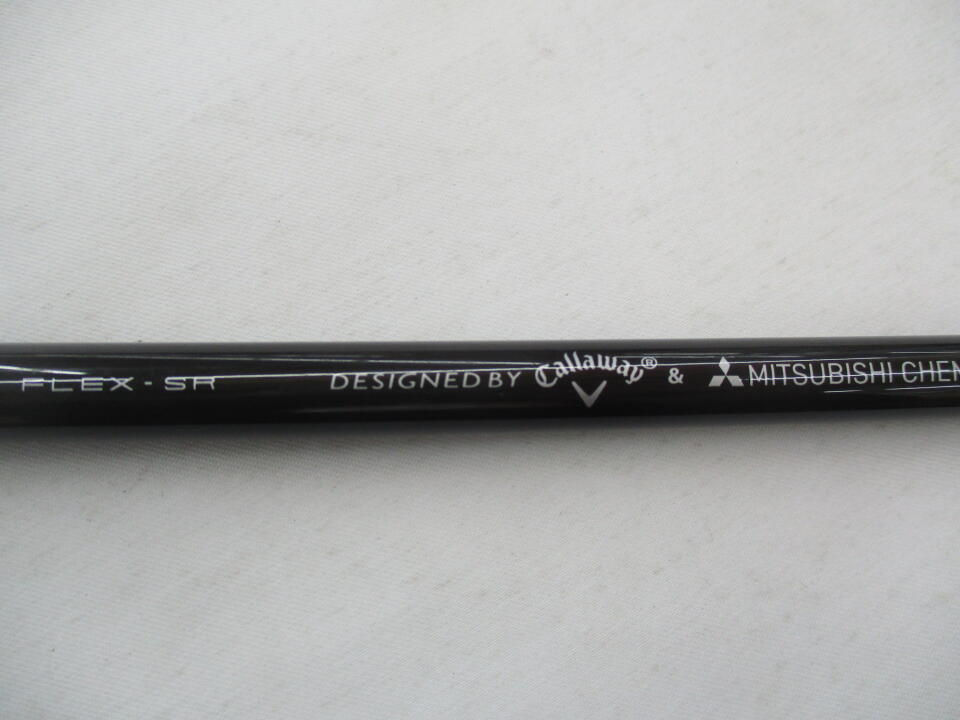 FLEX-SR DESIGNED BY Callaway® & MITSUBISHI CHEM